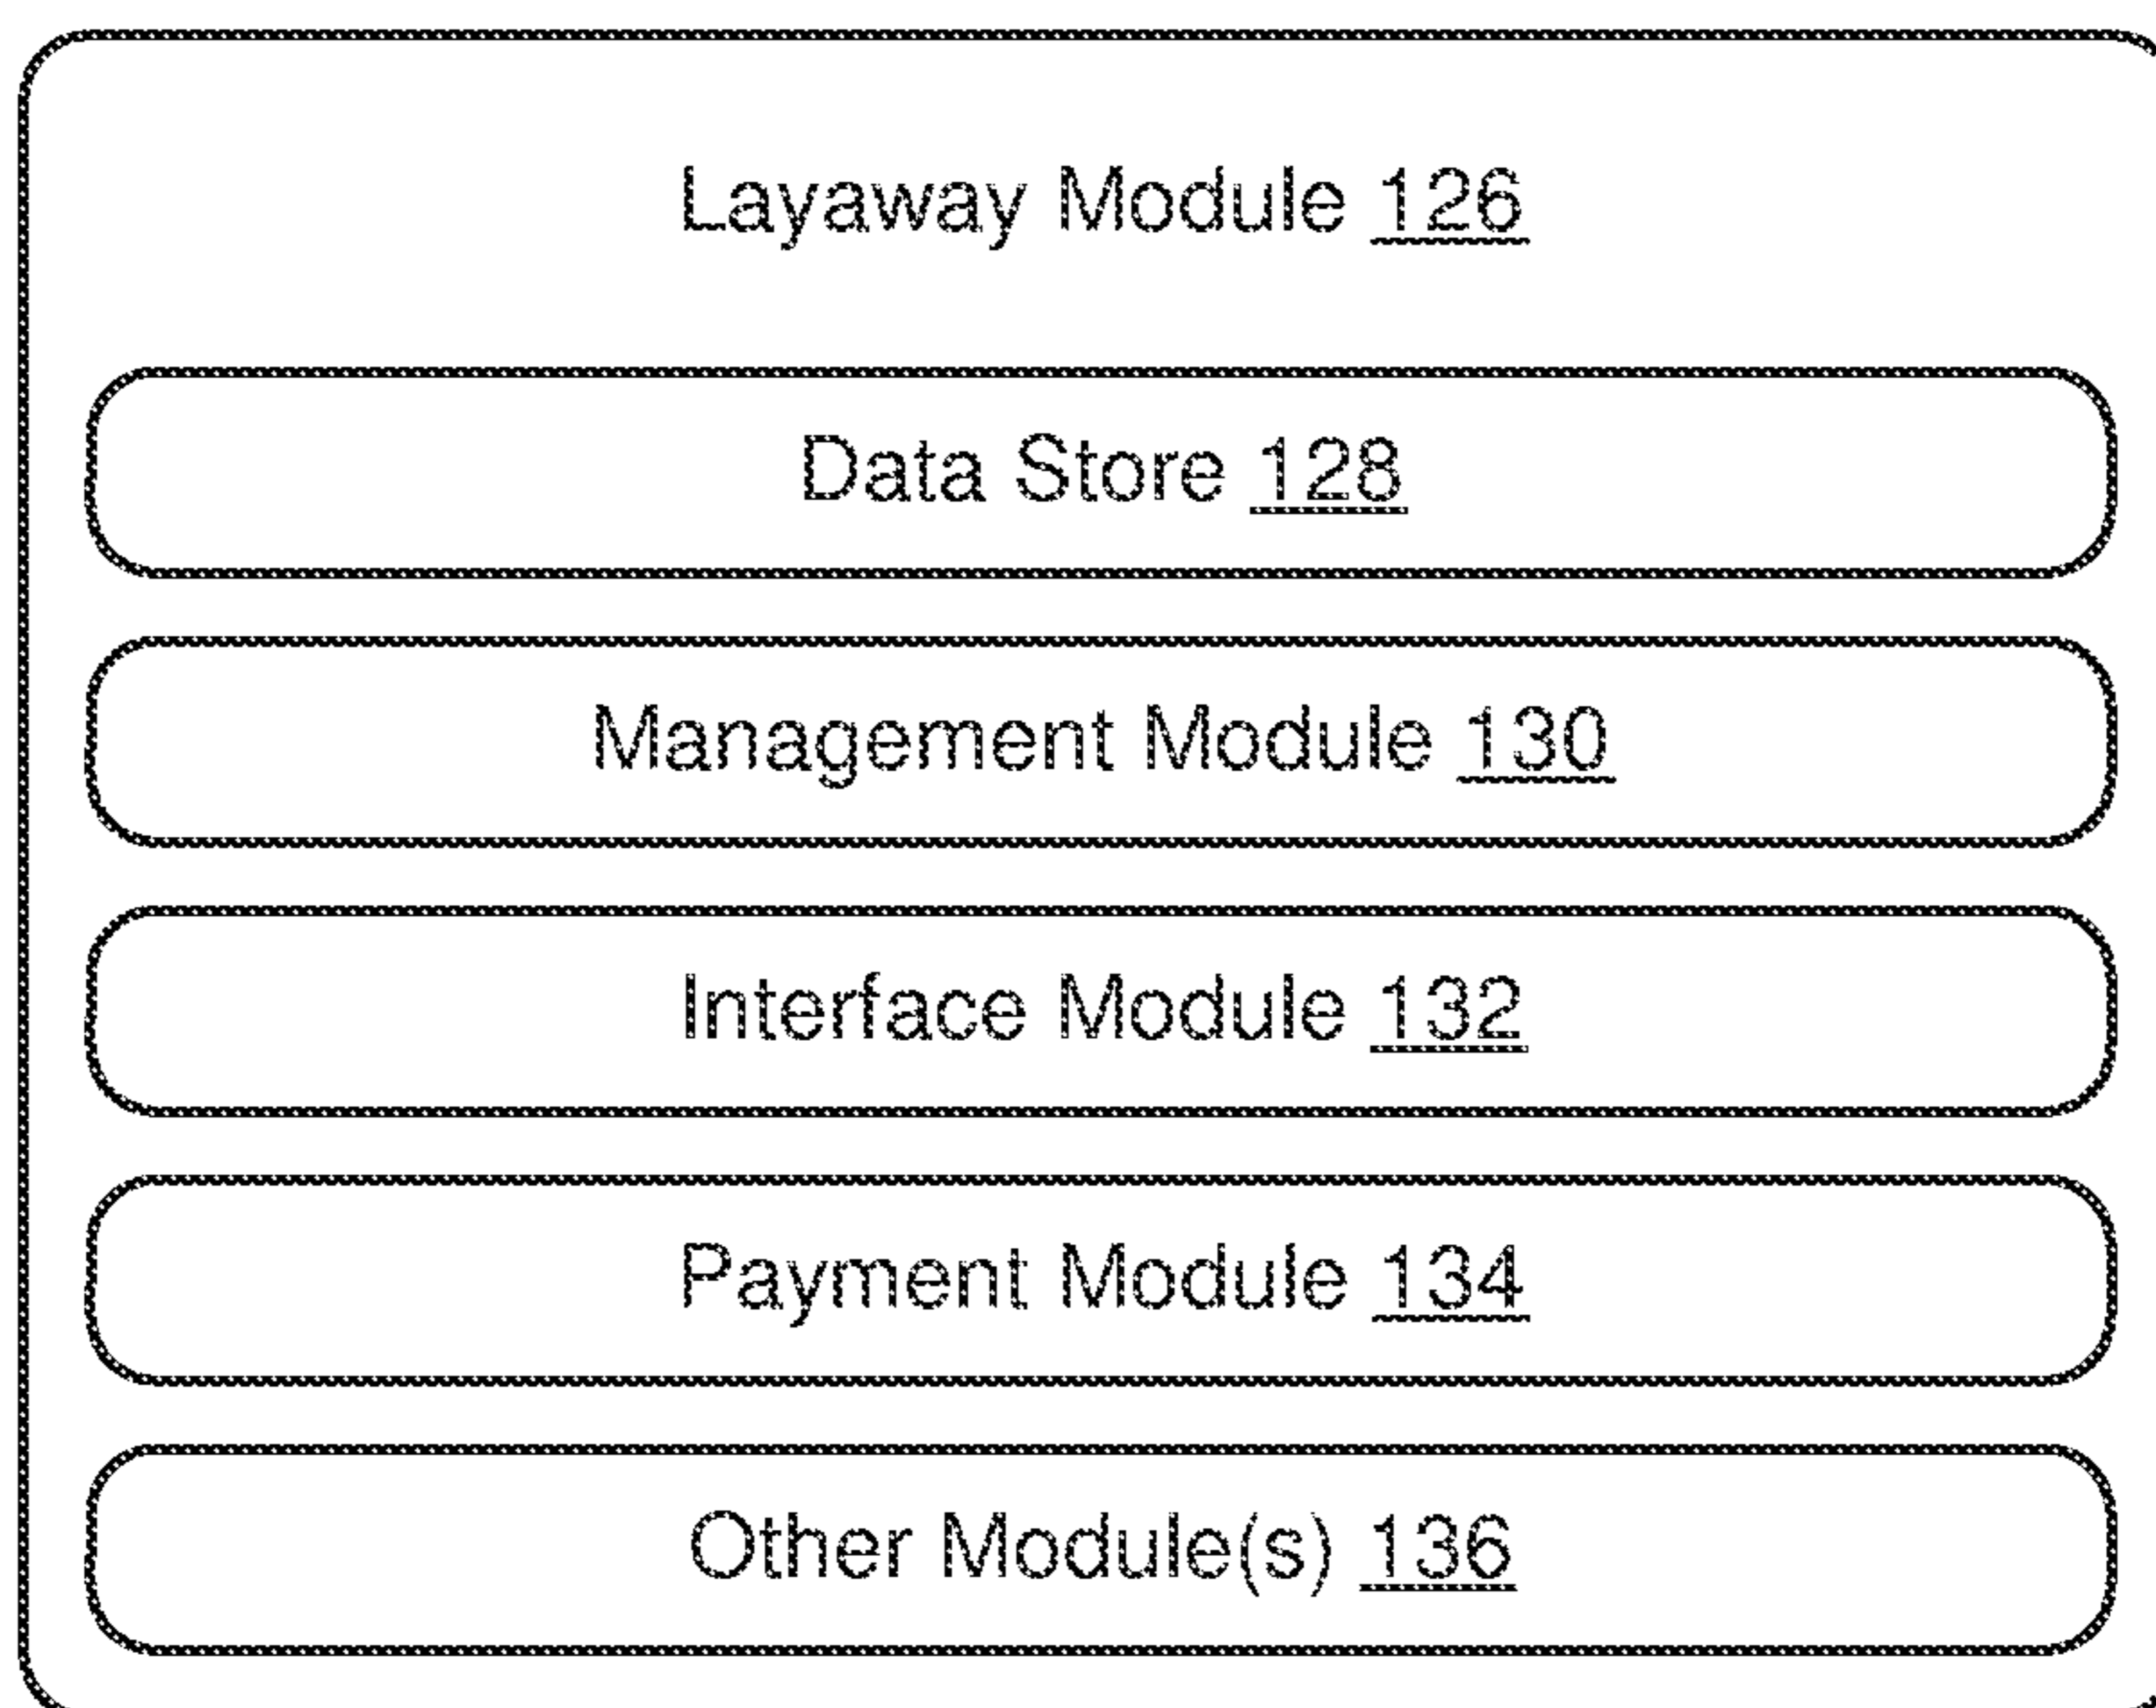 Layaway Module 126
Data Store 128
Management Module 130
Interface Module 132
Payment Module 134
Other Module(s) 136